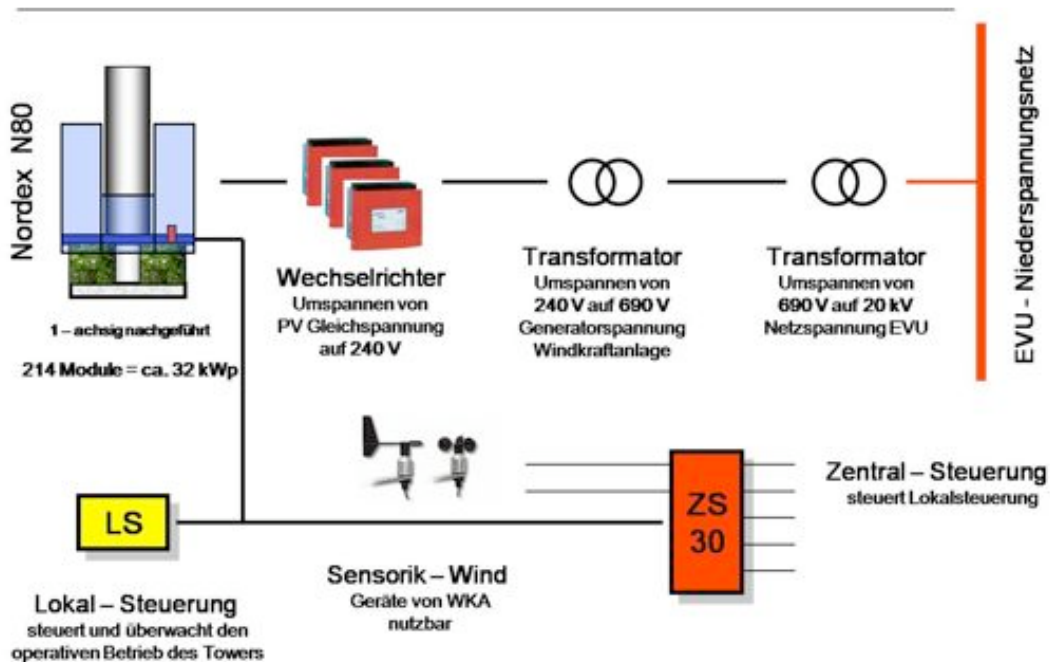 Nordex N80
1 – achsig nachgeführt
214 Module = ca. 32 kWp
Wechselrichter
Umspannen von
PV Gleichspannung
auf 240 V
Transformator
Umspannen von
240 V auf 690 V
Generatorspannung
Windkraftanlage
Transformator
Umspannen von
690 V auf 20 kV
Netzspannung EVU
EVU - Niederspannungsnetz
LS
Lokal – Steuerung
steuert und überwacht den
operativen Betrieb des Towers
Sensorik – Wind
Geräte von WKA
nutzbar
ZS
30
Zentral – Steuerung
steuert Lokalsteuerung